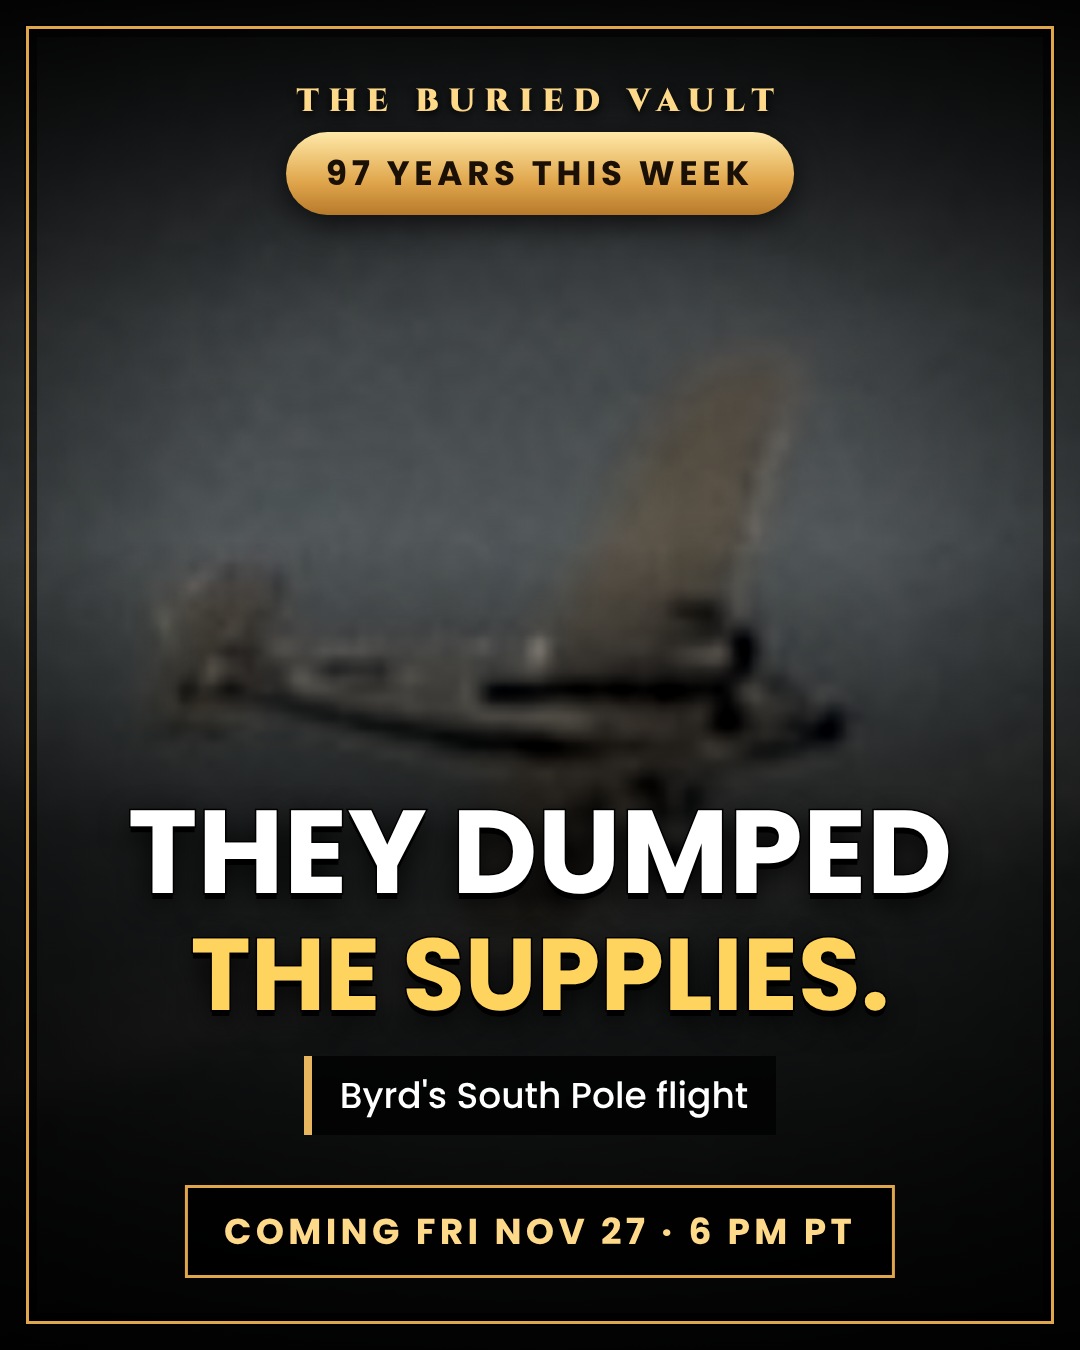 THE BURIED VAULT
97 YEARS THIS WEEK
THEY DUMPED
THE SUPPLIES.
Byrd's South Pole flight
COMING FRI NOV 27 · 6 PM PT